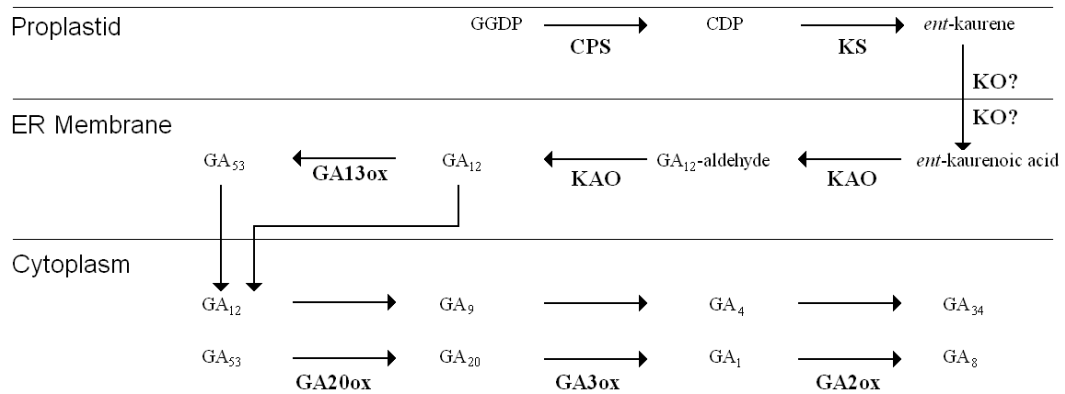 Proplastid GGDP CDP ent-kaurene
CPS KS
KO?
KO?
ER Membrane
GA53 GA12 GA12-aldehyde ent-kaurenoic acid
GA13ox KAO KAO
Cytoplasm
GA12 GA9 GA4 GA34
GA53 GA20 GA1 GA8
GA20ox GA3ox GA2ox